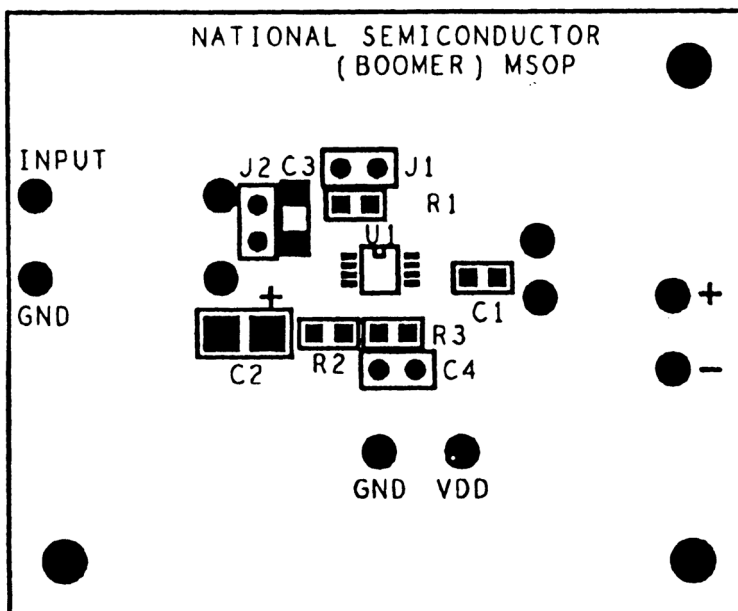 NATIONAL SEMICONDUCTOR
(BOOMER) MSOP
INPUT
J2 C3 J1
R1
U1
GND
+
C1
+
R2 R3
C2 C4
-
GND VDD